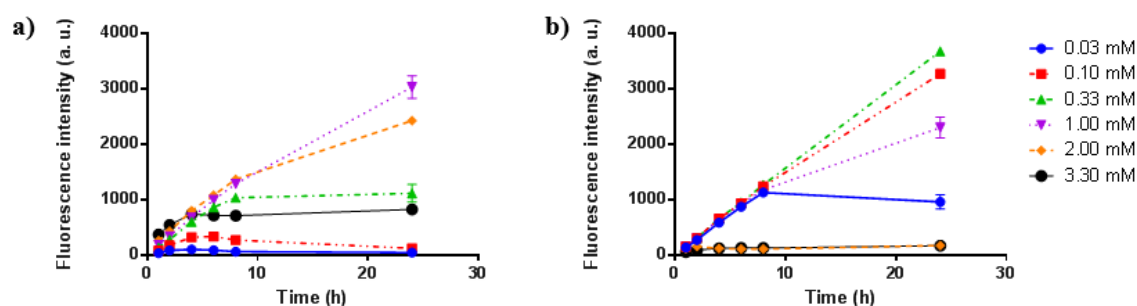 a)
Fluorescence intensity (a. u.)
4000
3000
2000
1000
0
0
10
20
30
Time (h)
b)
Fluorescence intensity (a. u.)
4000
3000
2000
1000
0
0
10
20
30
Time (h)
0.03 mM
0.10 mM
0.33 mM
1.00 mM
2.00 mM
3.30 mM